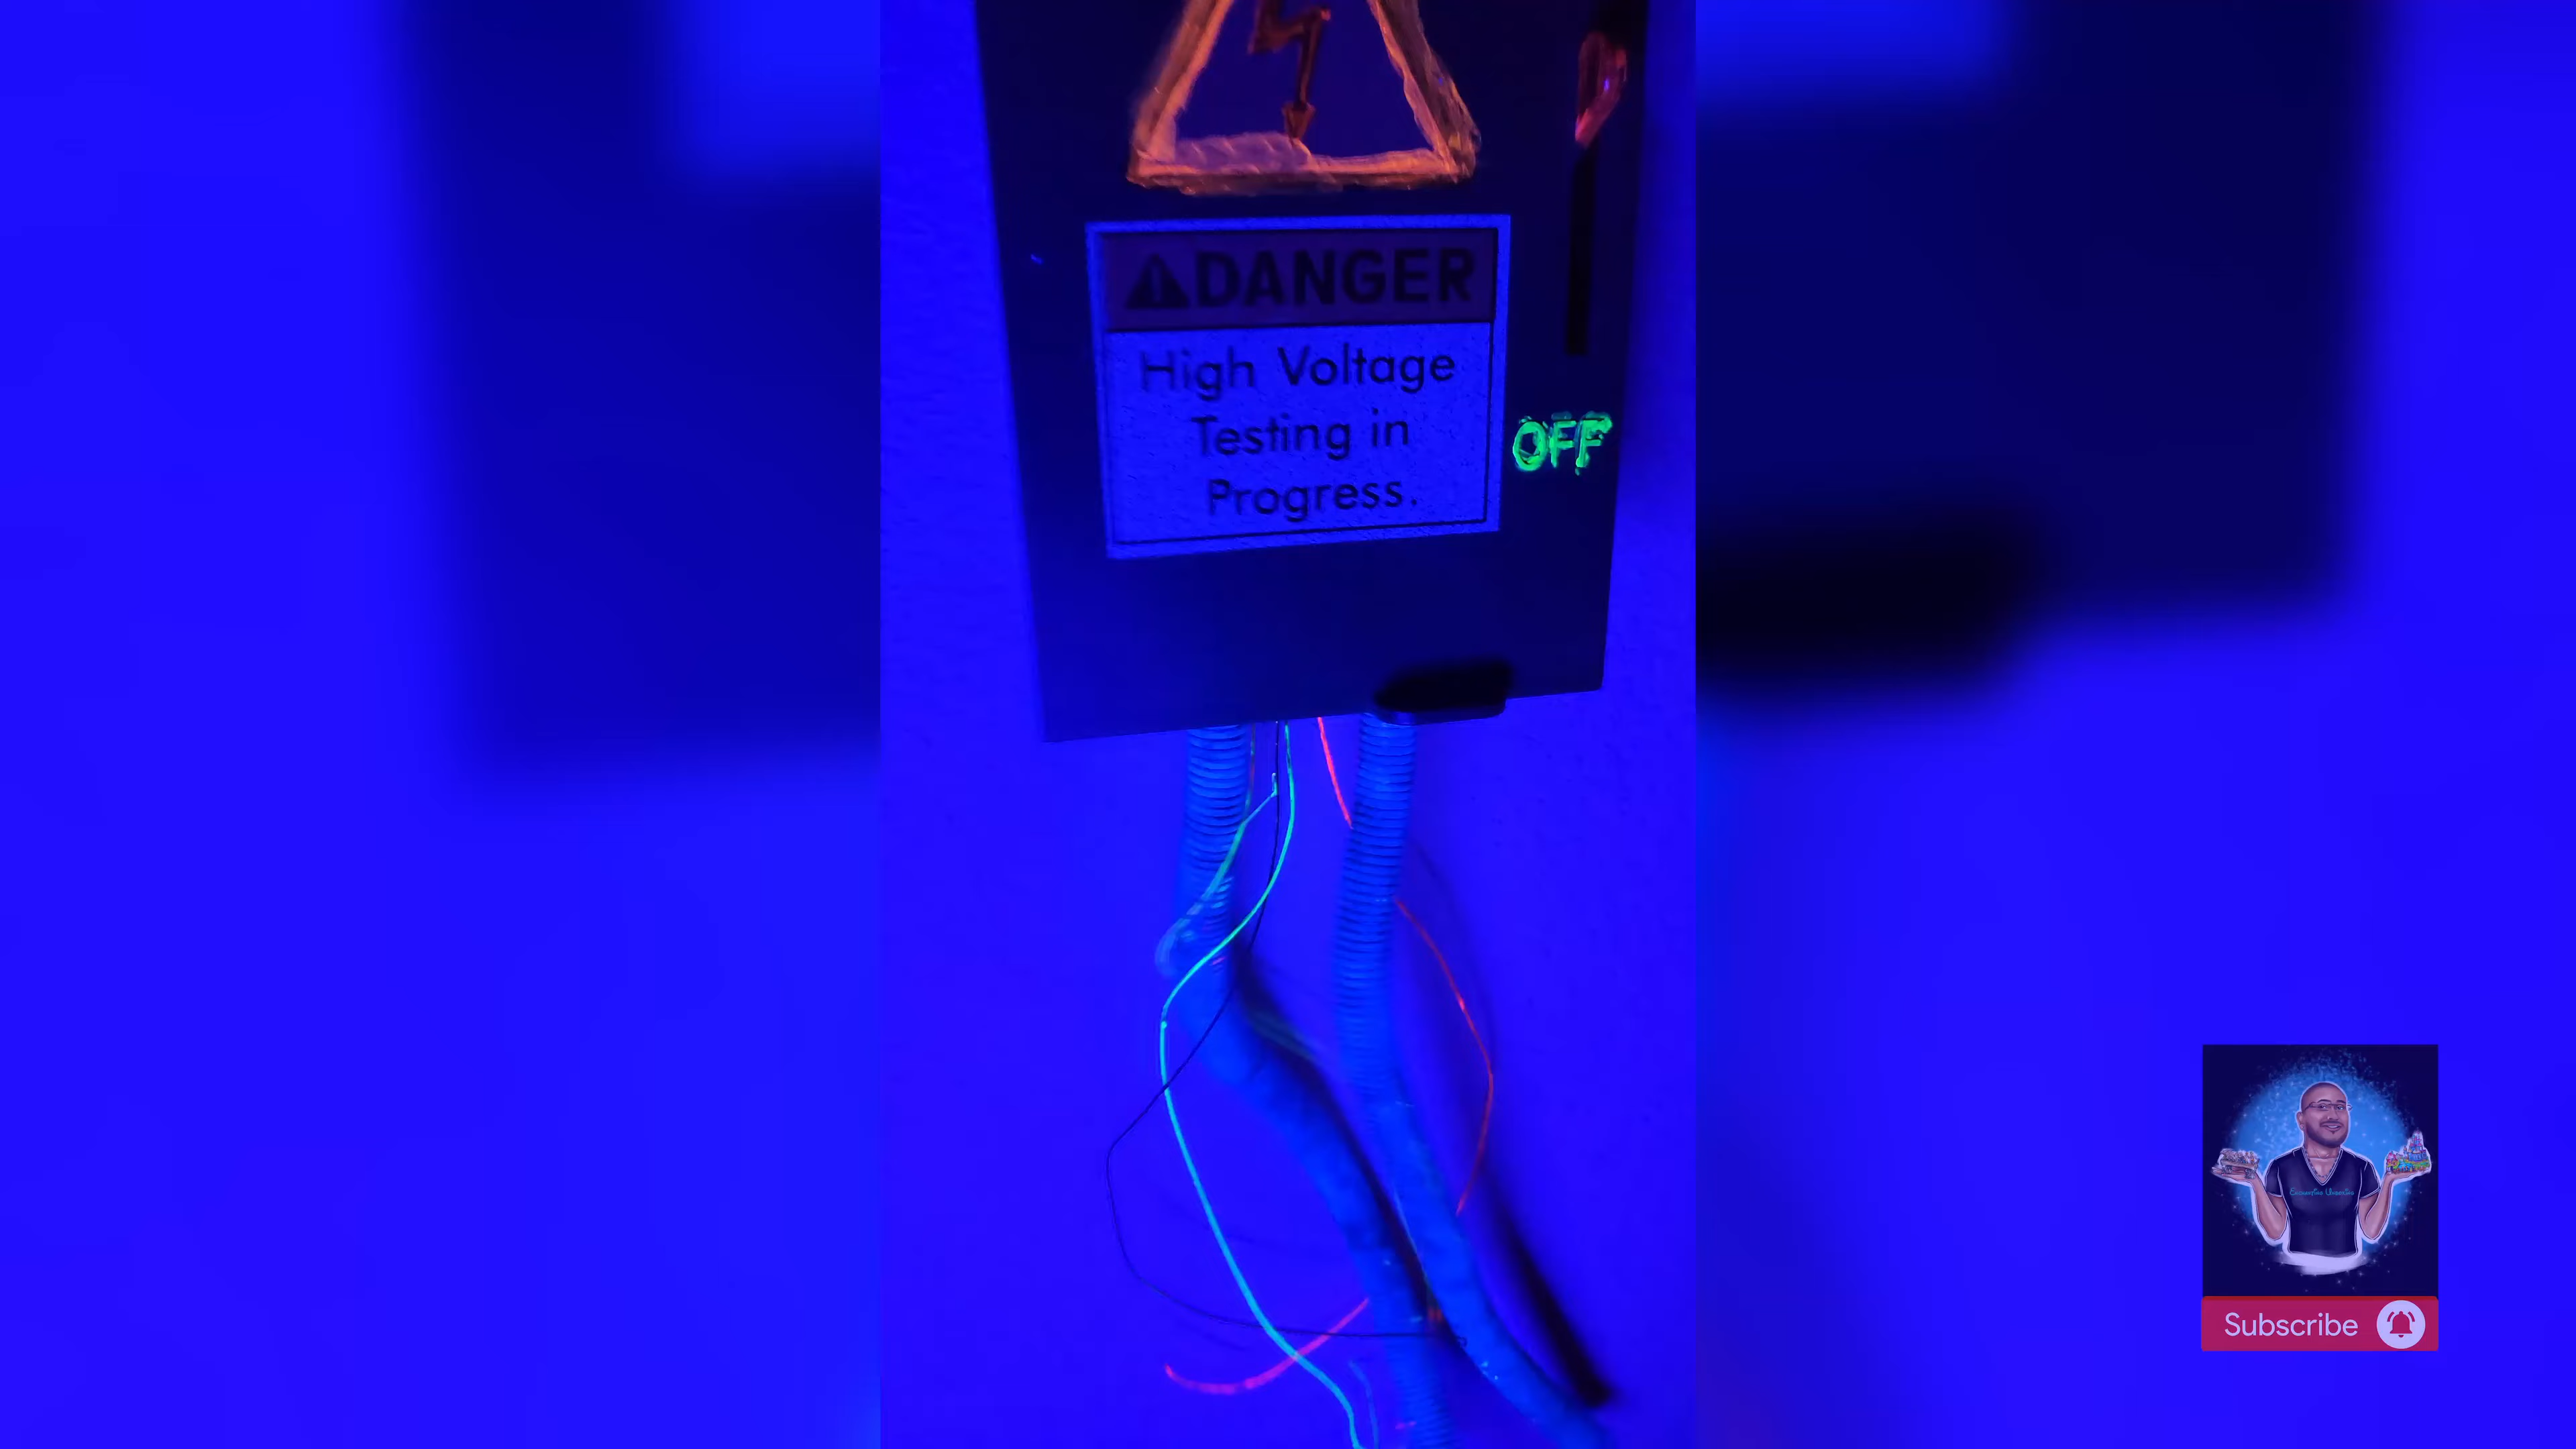 DANGER
High Voltage
Testing in
Progress.
OFF
Subscribe